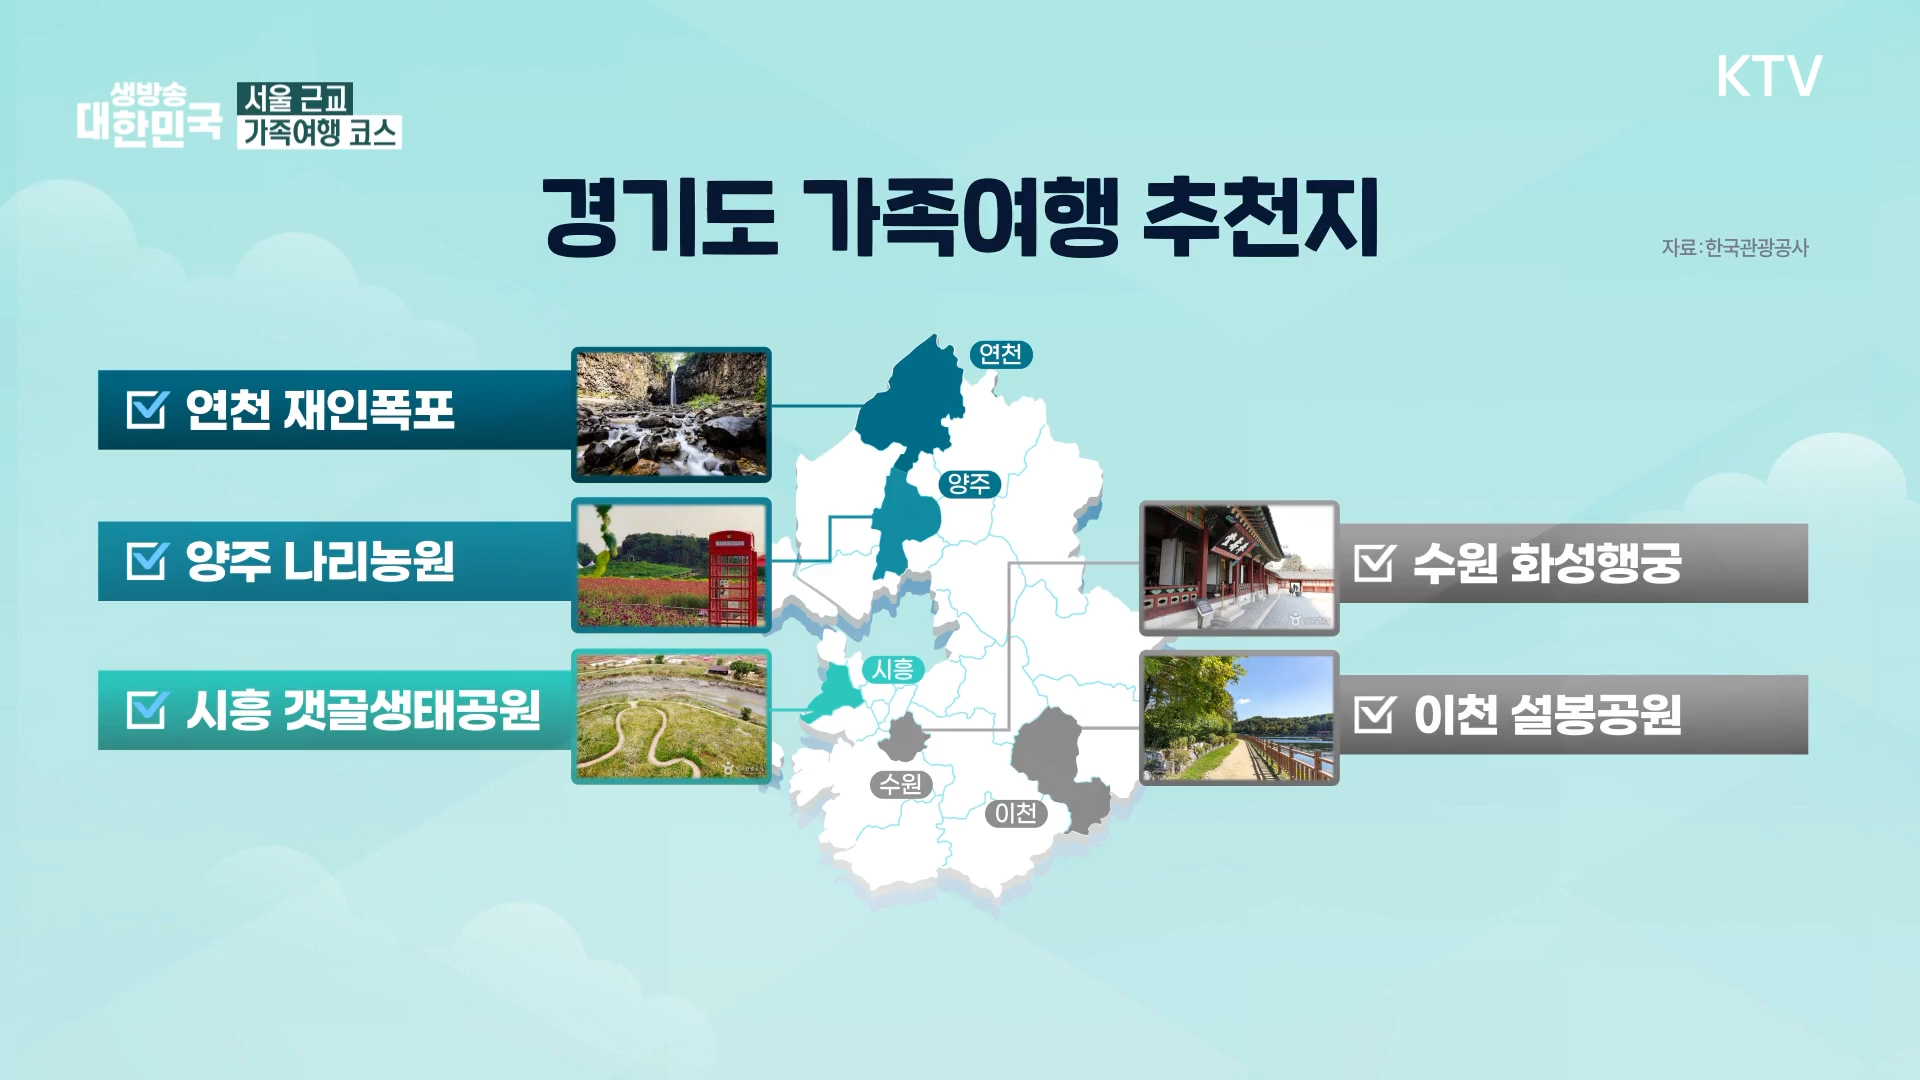 생방송
대한민국
서울 근교
가족여행 코스
KTV
경기도 가족여행 추천지
자료:한국관광공사
연천 재인폭포
양주 나리농원
시흥 갯골생태공원
연천
양주
시흥
수원
이천
수원 화성행궁
이천 설봉공원